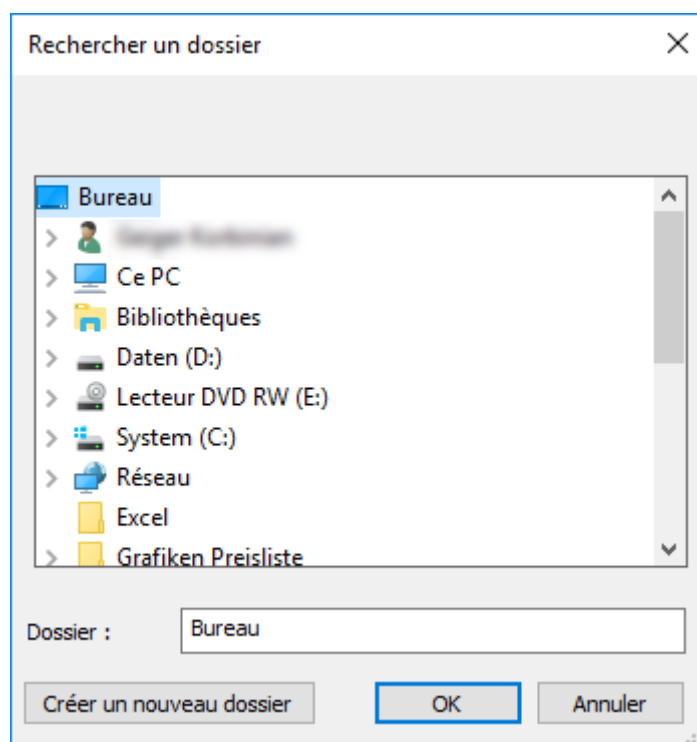 Rechercher un dossier
Bureau
Ce PC
Bibliothèques
Daten (D:)
Lecteur DVD RW (E:)
System (C:)
Réseau
Excel
Grafiken Preisliste
Dossier :
Bureau
Créer un nouveau dossier
OK
Annuler